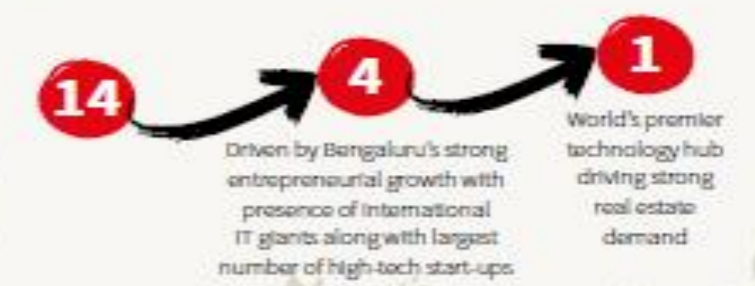 14
4
1
Driven by Bengaluru's strong
entrepreneurial growth with
presence of international
IT giants along with largest
number of high-tech start-ups
World's premier
technology hub
driving strong
real estate
demand